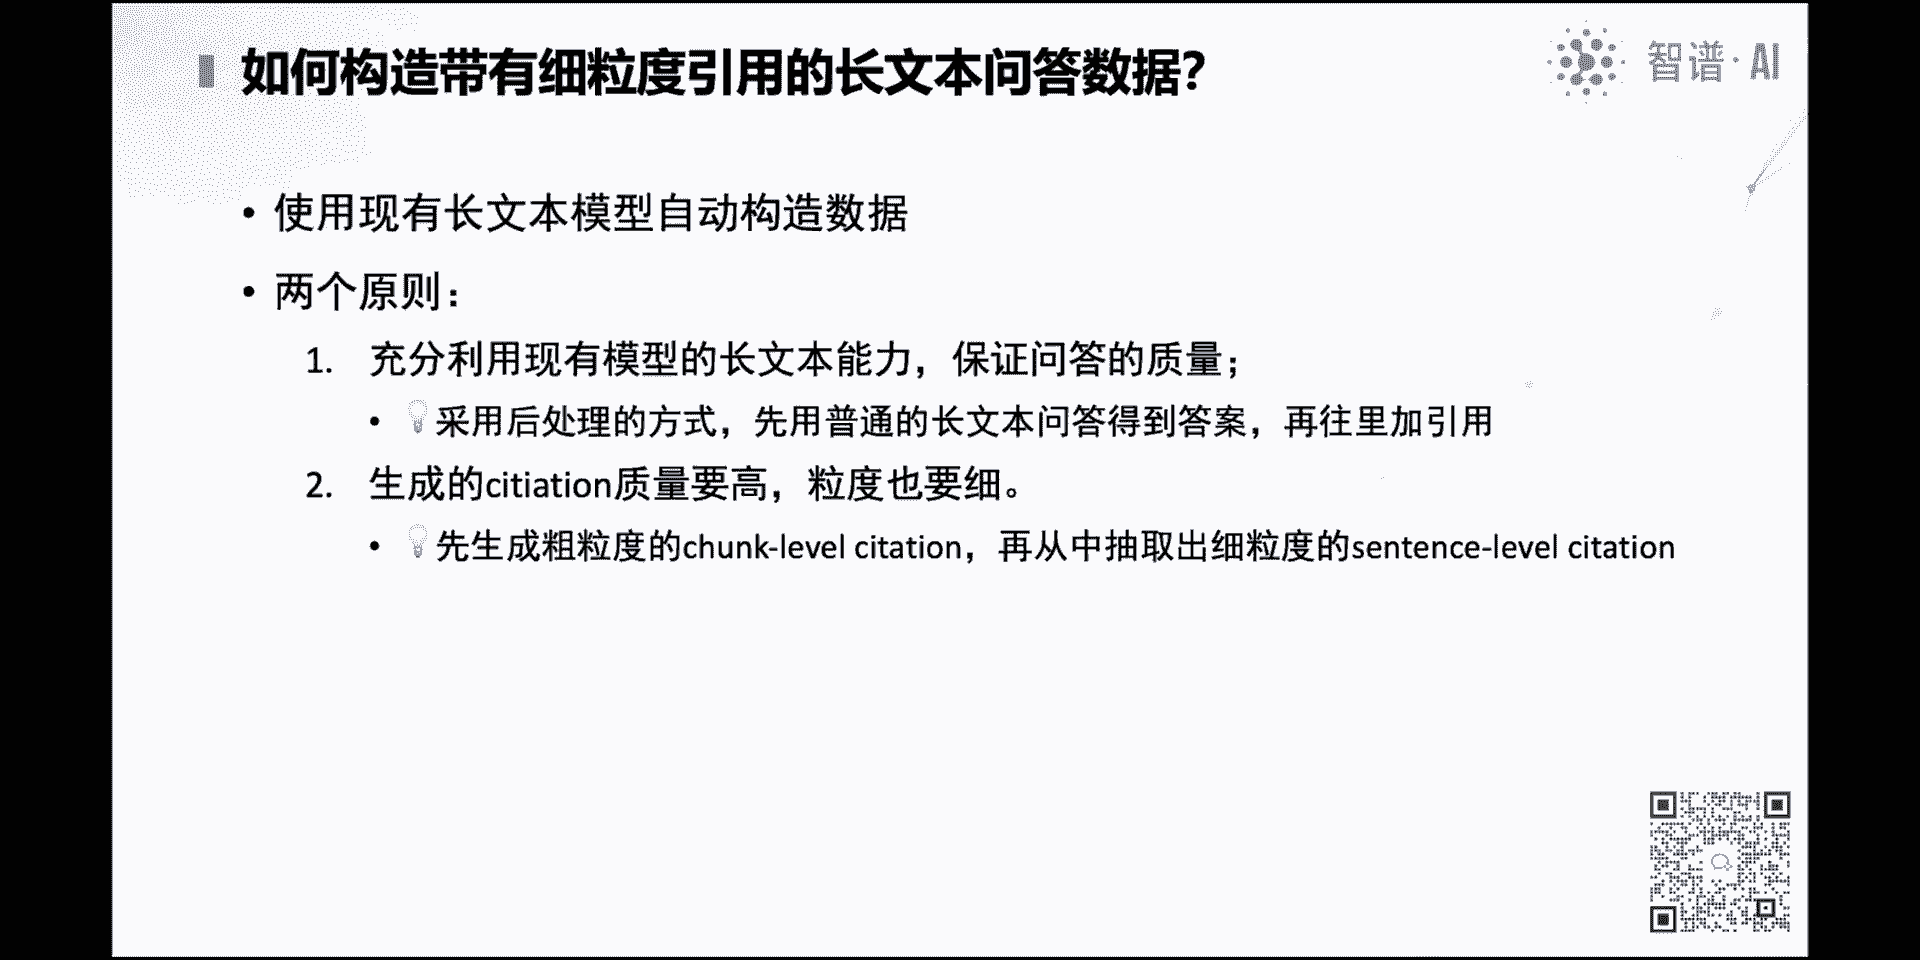 如何构造带有细粒度引用的长文本问答数据?
智谱·AI
• 使用现有长文本模型自动构造数据
• 两个原则：
1. 充分利用现有模型的长文本能力，保证问答的质量；
• 采用后处理的方式，先用普通的长文本问答得到答案，再往里加引用
2. 生成的citiation质量要高，粒度也要细。
• 先生成粗粒度的chunk-level citation，再从中抽取出细粒度的sentence-level citation